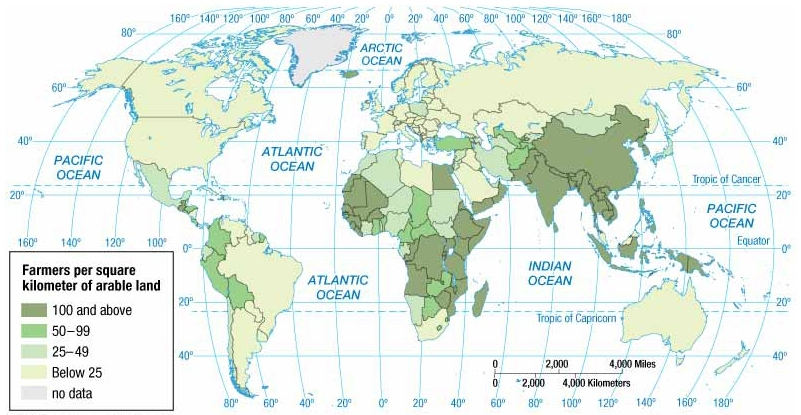 160° 140° 120° 100° 80° 60° 40° 20° 0° 20° 40° 60° 80° 100° 120° 140° 160° 180°
80° 80°
ARCTIC
OCEAN
60° 60°
40° 40°
ATLANTIC
OCEAN
PACIFIC
OCEAN
Tropic of Cancer
20° 20°
PACIFIC
OCEAN
160° 140° 120° 100°
0° 0° Equator
Farmers per square
kilometer of arable land
100 and above
50–99
25–49
Below 25
no data
ATLANTIC
OCEAN
INDIAN
OCEAN
20° 20°
Tropic of Capricorn
40° 40°
0 2,000 4,000 Miles
0 2,000 4,000 Kilometers
80° 60° 40° 20° 0° 20° 40° 60° 80° 100° 120° 140° 160° 180°